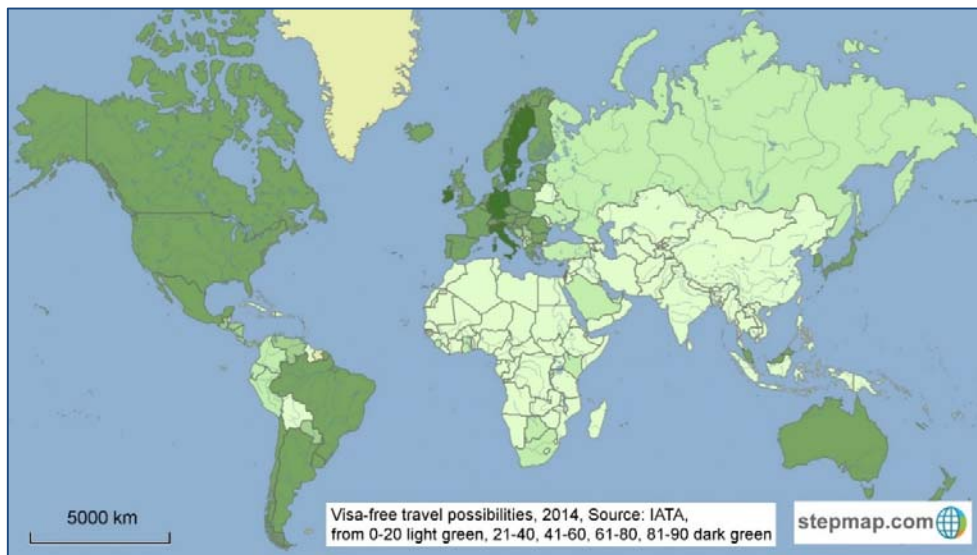 5000 km
Visa-free travel possibilities, 2014, Source: IATA,
from 0-20 light green, 21-40, 41-60, 61-80, 81-90 dark green
stepmap.com